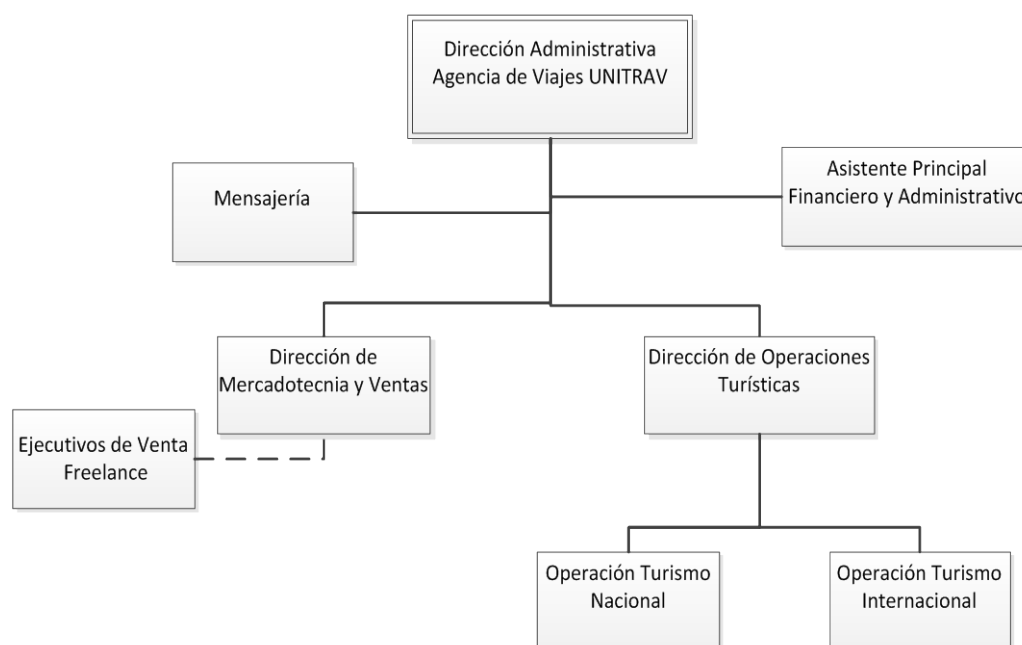 Dirección Administrativa
Agencia de Viajes UNITRAV
Mensajería
Asistente Principal
Financiero y Administrativo
Dirección de
Mercadotecnia y Ventas
Dirección de Operaciones
Turísticas
Ejecutivos de Venta
Freelance
Operación Turismo
Nacional
Operación Turismo
Internacional